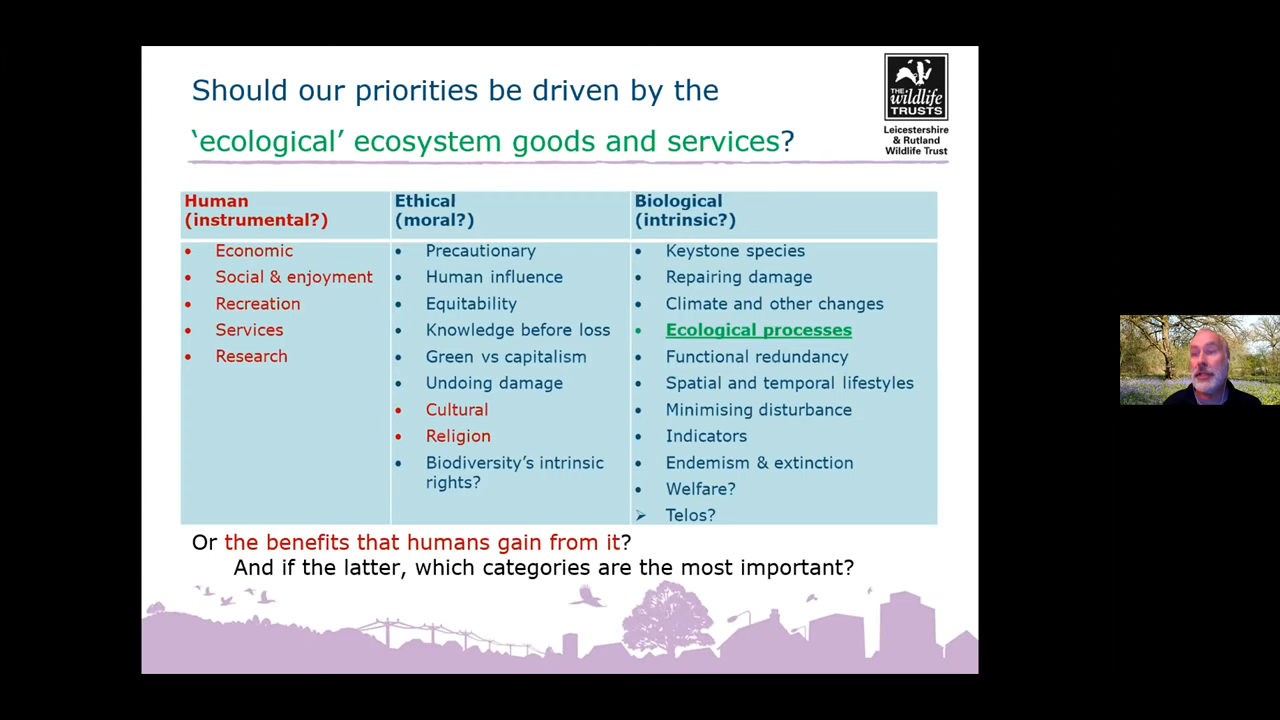 Should our priorities be driven by the
‘ecological’ ecosystem goods and services?
THE
wildlife
TRUSTS
Leicestershire
& Rutland
Wildlife Trust
Human
(instrumental?)
• Economic
• Social & enjoyment
• Recreation
• Services
• Research
Ethical
(moral?)
• Precautionary
• Human influence
• Equitability
• Knowledge before loss
• Green vs capitalism
• Undoing damage
• Cultural
• Religion
• Biodiversity’s intrinsic
rights?
Biological
(intrinsic?)
• Keystone species
• Repairing damage
• Climate and other changes
• Ecological processes
• Functional redundancy
• Spatial and temporal lifestyles
• Minimising disturbance
• Indicators
• Endemism & extinction
• Welfare?
➢ Telos?
Or the benefits that humans gain from it?
And if the latter, which categories are the most important?